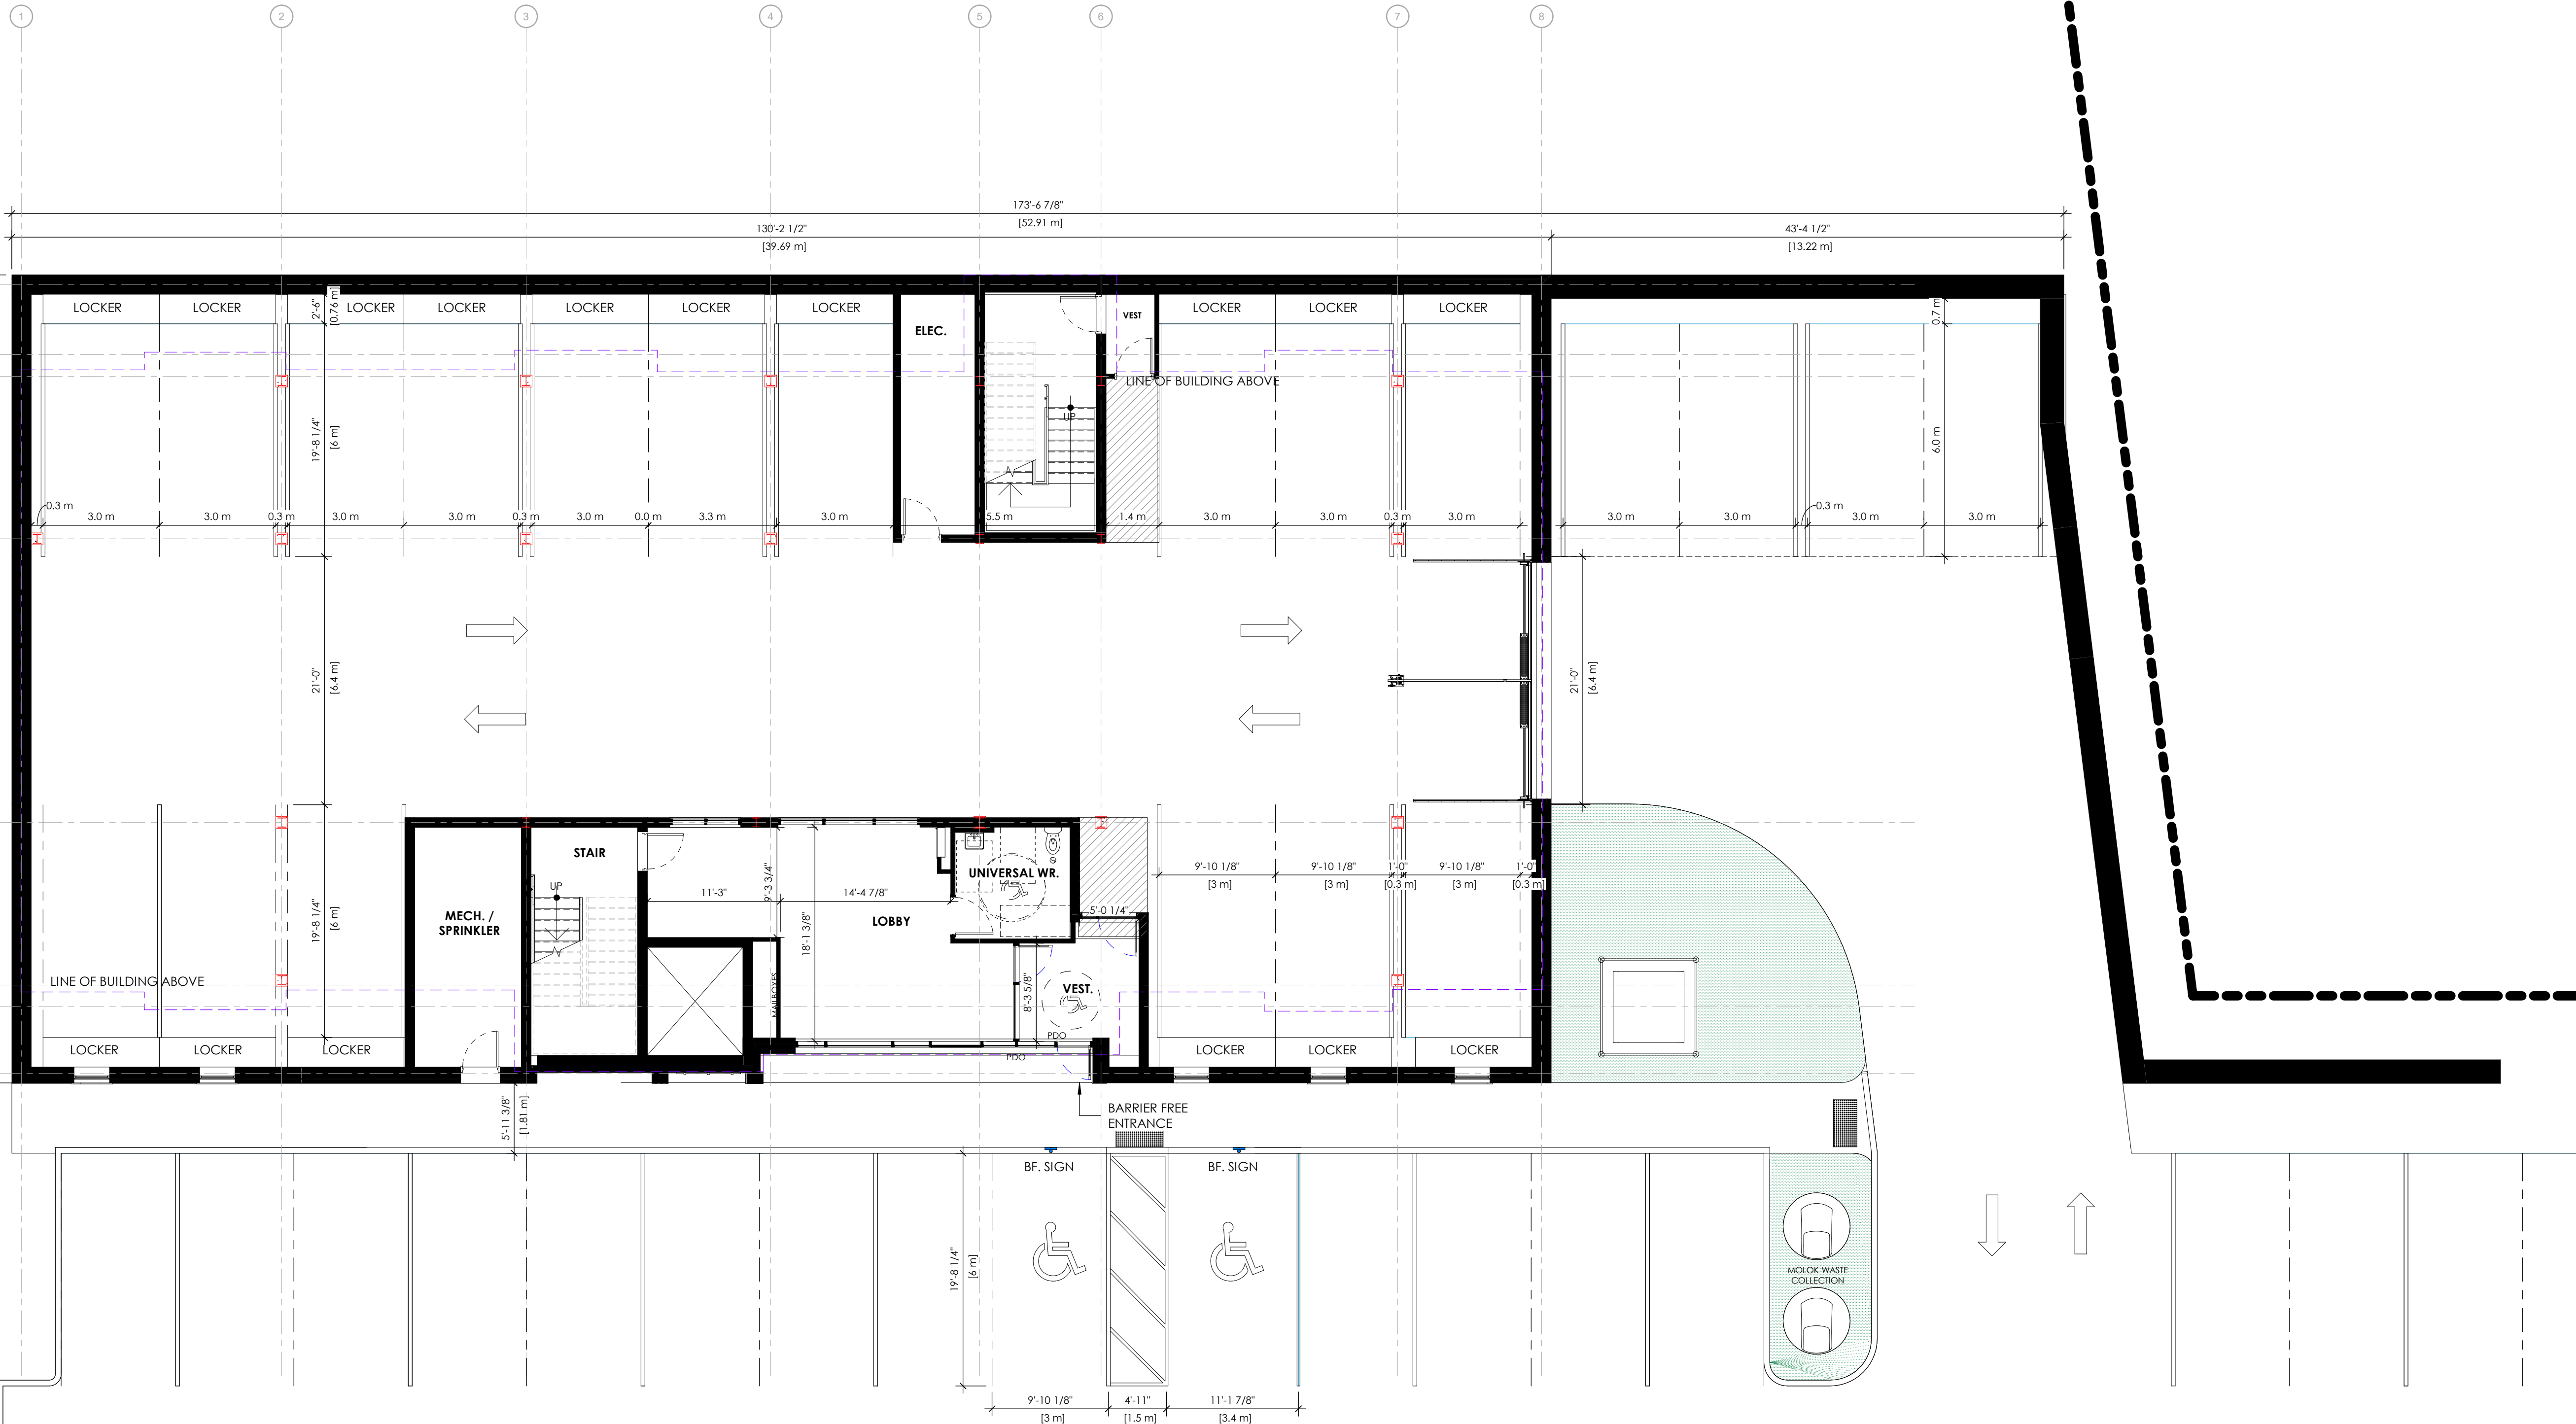 1 2 3 4 5 6 7 8
173'-6 7/8"
[52.91 m]
130'-2 1/2"
[39.69 m]
43'-4 1/2"
[13.22 m]
LOCKER LOCKER LOCKER LOCKER LOCKER LOCKER LOCKER LOCKER LOCKER LOCKER
2'-6"
[0.76 m]
ELEC.
VEST
0.7 m
LINE OF BUILDING ABOVE
UP
19'-8 1/4"
[6 m]
6.0 m
0.3 m
3.0 m 3.0 m 0.3 m 3.0 m 3.0 m 0.3 m 3.0 m 0.0 m 3.3 m 3.0 m 5.5 m 1.4 m 3.0 m 3.0 m 0.3 m 3.0 m 3.0 m 3.0 m 3.0 m 3.0 m
0.3 m
21'-0"
[6.4 m]
21'-0"
[6.4 m]
STAIR
UP
11'-3"
9'-3 3/4"
14'-4 7/8"
18'-1 3/8"
UNIVERSAL WR.
9'-10 1/8"
[3 m]
9'-10 1/8"
[3 m]
1'-0"
[0.3 m]
9'-10 1/8"
[3 m]
1'-0"
[0.3 m]
MECH. /
SPRINKLER
LOBBY
5'-0 1/4"
19'-8 1/4"
[6 m]
LINE OF BUILDING ABOVE
MAILBOXES
8'-3 5/8"
VEST.
PDO
PDO
LOCKER LOCKER LOCKER LOCKER LOCKER LOCKER
5'-11 3/8"
[1.81 m]
BARRIER FREE
ENTRANCE
BF. SIGN BF. SIGN
19'-8 1/4"
[6 m]
MOLOK WASTE
COLLECTION
9'-10 1/8"
[3 m]
4'-11"
[1.5 m]
11'-1 7/8"
[3.4 m]